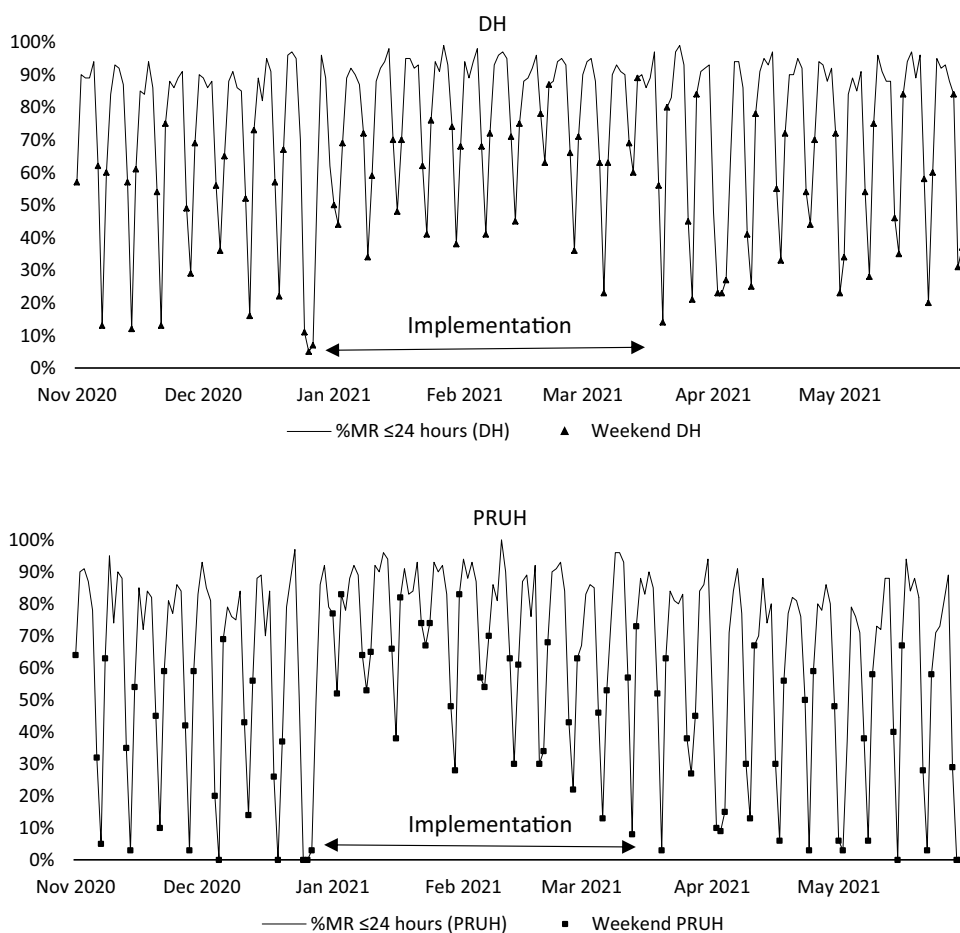 DH
100%
90%
80%
70%
60%
50%
40%
30%
20%
10%
0%
Implementation
Nov 2020 Dec 2020 Jan 2021 Feb 2021 Mar 2021 Apr 2021 May 2021
%MR ≤24 hours (DH) Weekend DH
PRUH
100%
90%
80%
70%
60%
50%
40%
30%
20%
10%
0%
Implementation
Nov 2020 Dec 2020 Jan 2021 Feb 2021 Mar 2021 Apr 2021 May 2021
%MR ≤24 hours (PRUH) Weekend PRUH